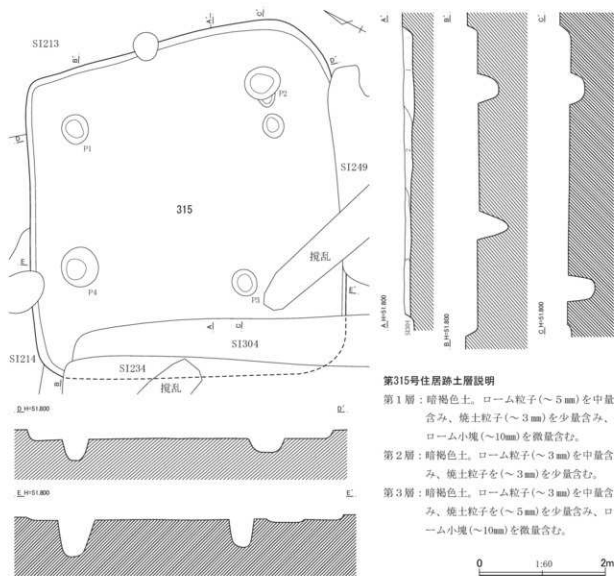 SI213
B'
A'
C'
D'
P2
P1
D
SI249
315
撹乱
E
P4
P3
E'
A
C
SI304
SI214
SI234
B
撹乱
A'
B'
C'
1
2
3
SI304
A H=51.800
B H=51.800
C H=51.800
D H=51.800
D'
E H=51.800
E'
第315号住居跡土層説明
第1層:暗褐色土。ローム粒子(~5㎜)を中量
含み、焼土粒子(~3㎜)を少量含み、
ローム小塊(~10㎜)を微量含む。
第2層:暗褐色土。ローム粒子(~3㎜)を中量含
み、焼土粒子を(~3㎜)を少量含む。
第3層:暗褐色土。ローム粒子(~3㎜)を中量含
み、焼土粒子を(~5㎜)を少量含み、ロ
ーム小塊(~10㎜)を微量含む。
0 1:60 2m